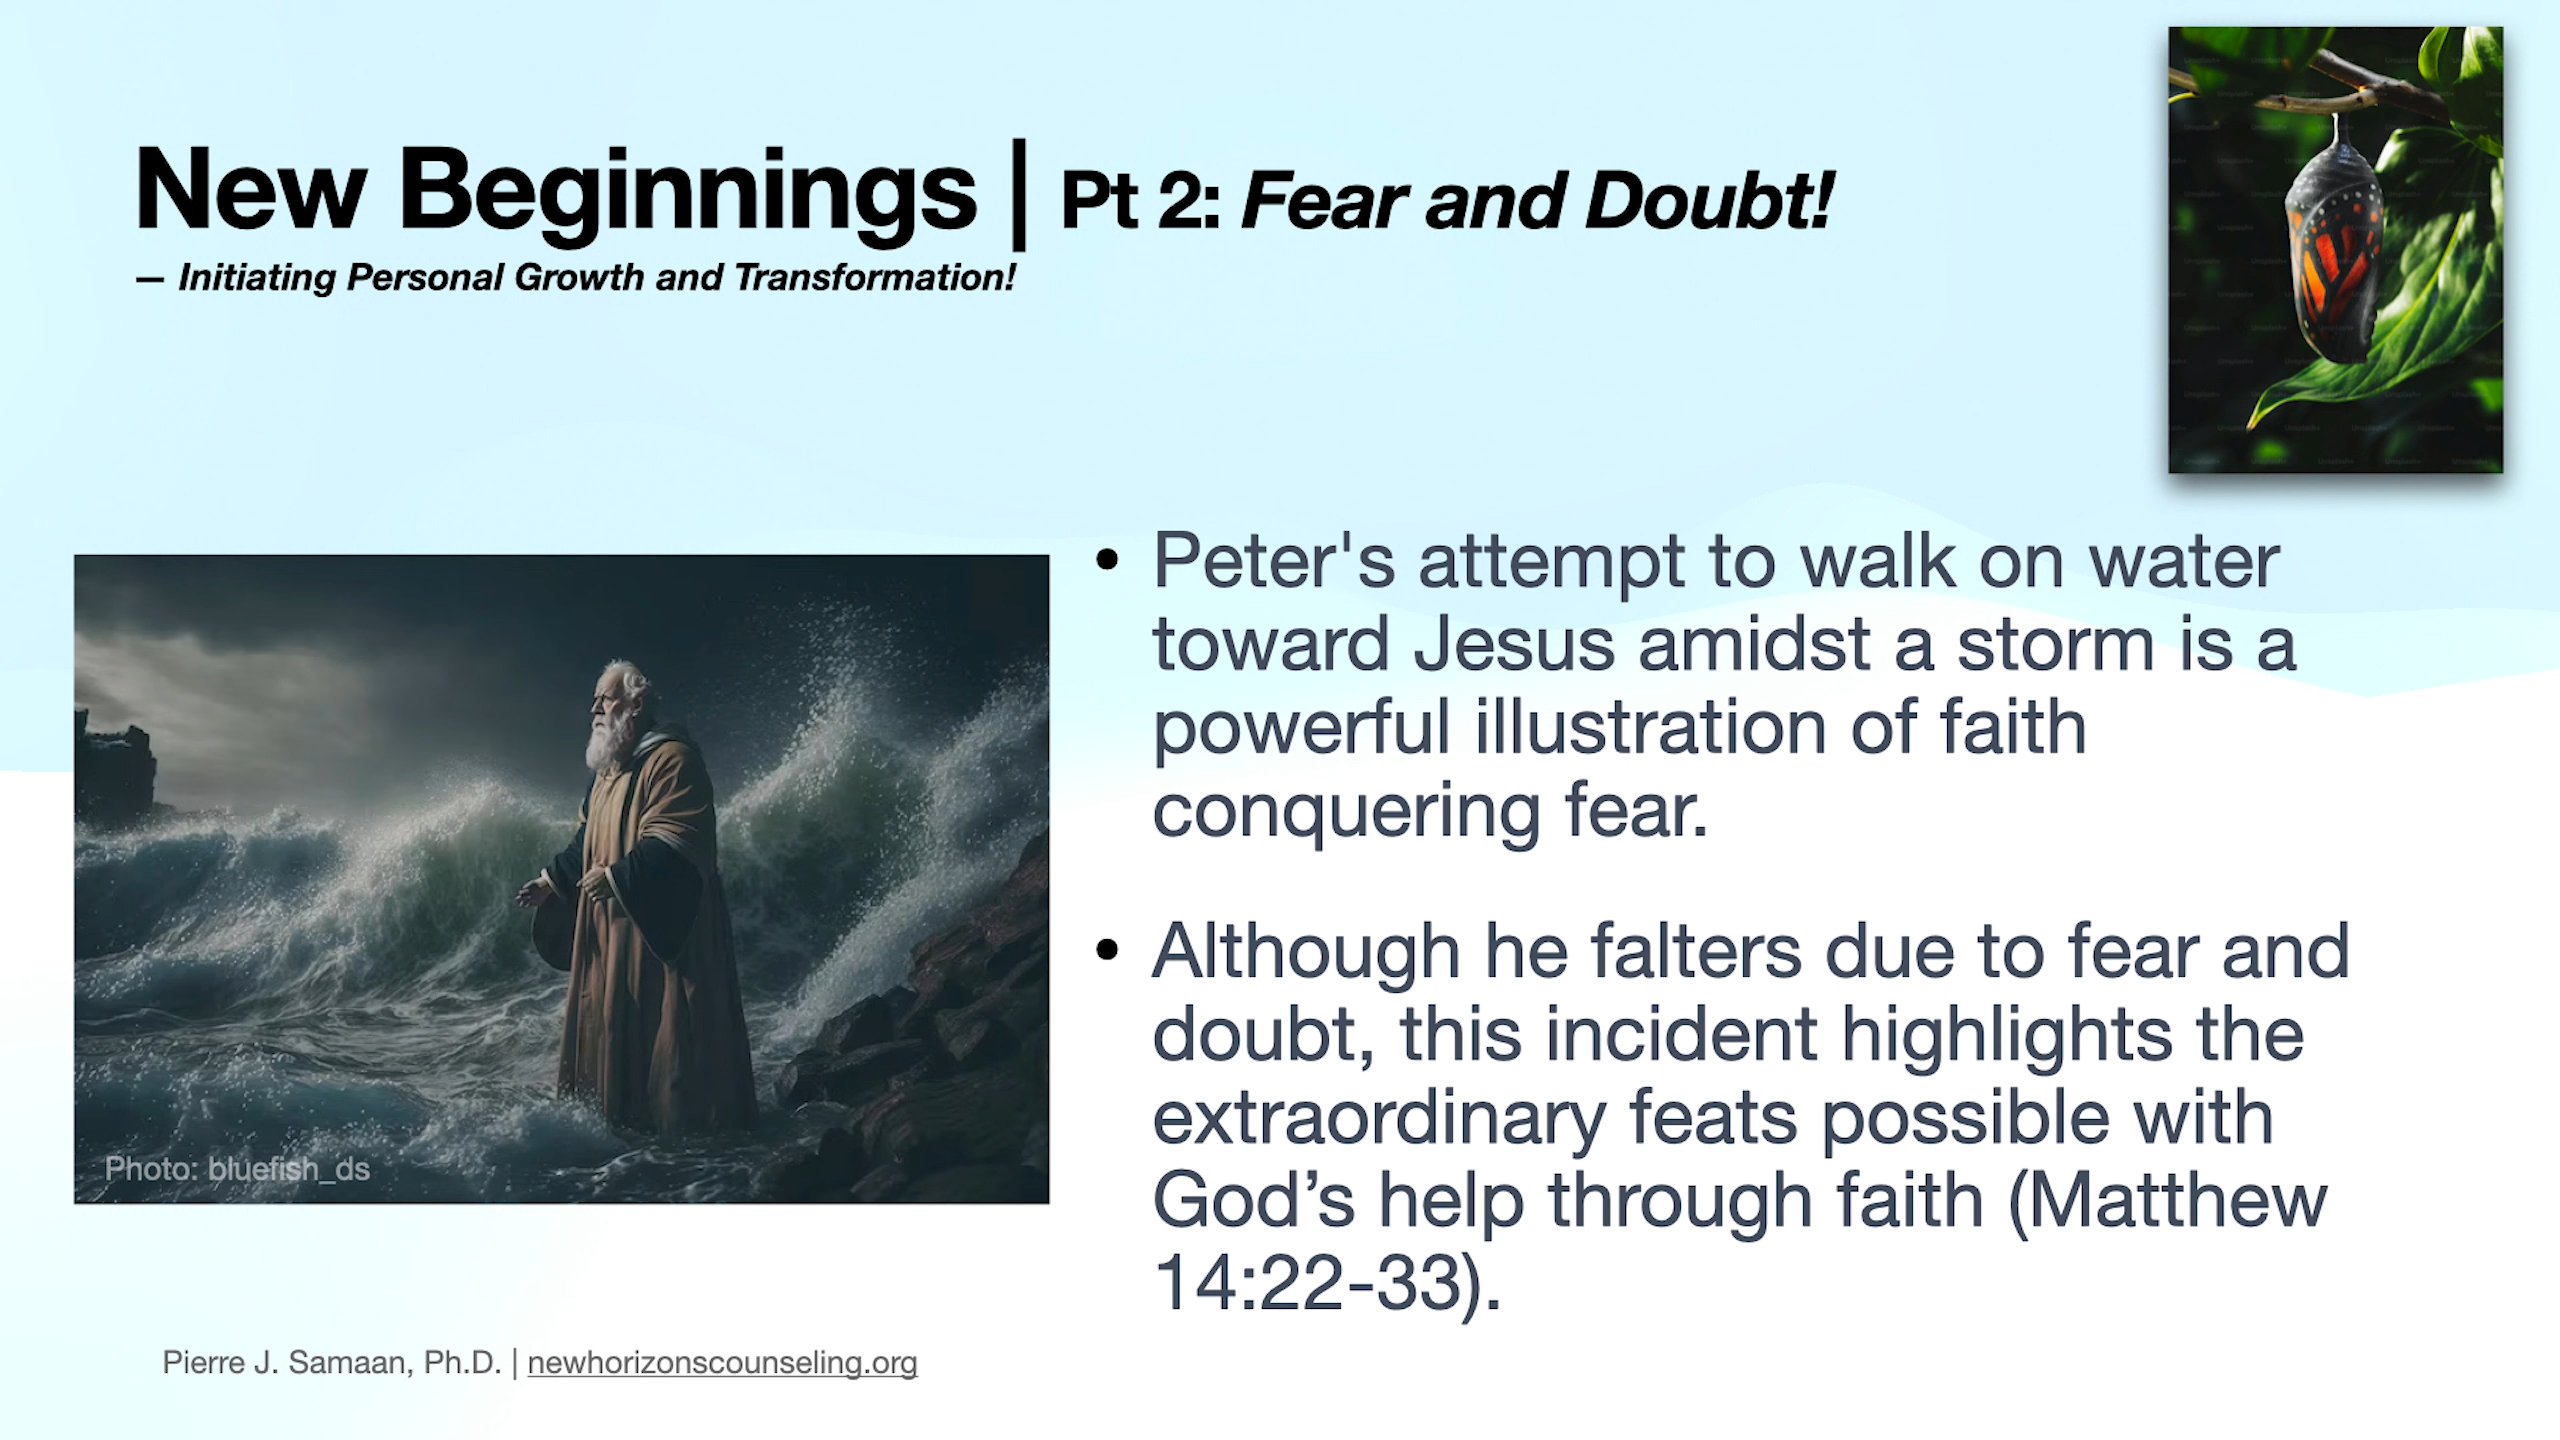 New Beginnings | Pt 2: Fear and Doubt!
– Initiating Personal Growth and Transformation!
• Peter's attempt to walk on water
toward Jesus amidst a storm is a
powerful illustration of faith
conquering fear.
• Although he falters due to fear and
doubt, this incident highlights the
extraordinary feats possible with
God’s help through faith (Matthew
14:22-33).
Photo: bluefish_ds
Pierre J. Samaan, Ph.D. | newhorizonscounseling.org